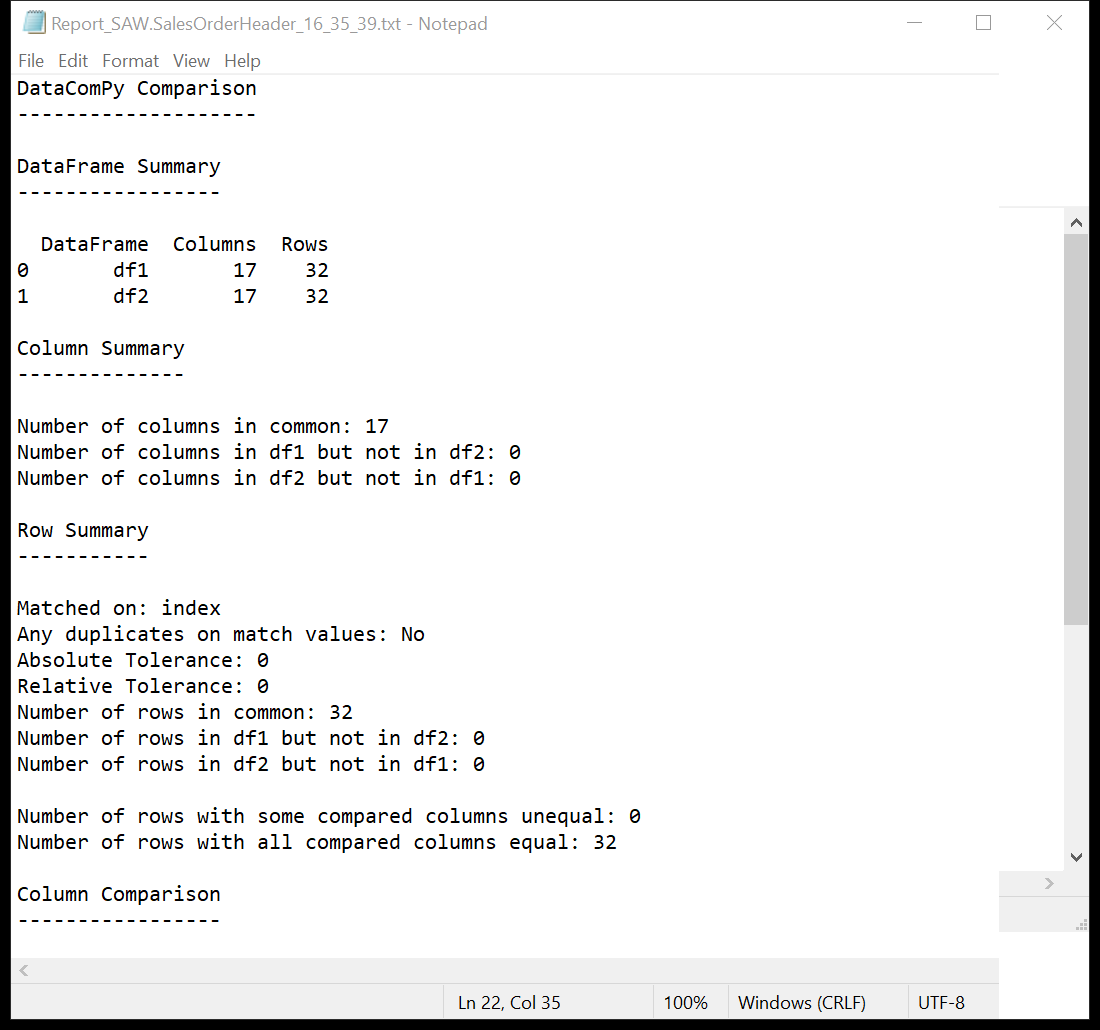 Report_SAW.SalesOrderHeader_16_35_39.txt - Notepad
File Edit Format View Help
DataComPy Comparison
--------------------
DataFrame Summary
-----------------
  DataFrame  Columns  Rows
0       df1       17    32
1       df2       17    32
Column Summary
--------------
Number of columns in common: 17
Number of columns in df1 but not in df2: 0
Number of columns in df2 but not in df1: 0
Row Summary
-----------
Matched on: index
Any duplicates on match values: No
Absolute Tolerance: 0
Relative Tolerance: 0
Number of rows in common: 32
Number of rows in df1 but not in df2: 0
Number of rows in df2 but not in df1: 0
Number of rows with some compared columns unequal: 0
Number of rows with all compared columns equal: 32
Column Comparison
-----------------
Ln 22, Col 35 100% Windows (CRLF) UTF-8